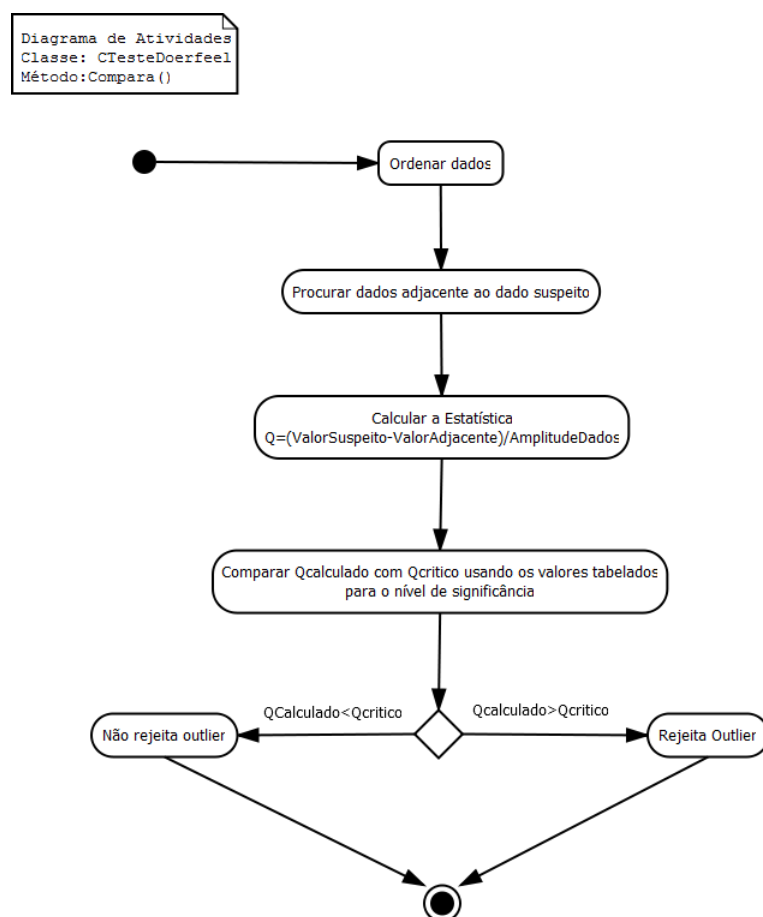 Diagrama de Atividades
Classe: CTesteDoerfeel
Método:Compara()
Ordenar dados
Procurar dados adjacente ao dado suspeito
Calcular a Estatística
Q=(ValorSuspeito-ValorAdjacente)/AmplitudeDados
Comparar Qcalculado com Qcritico usando os valores tabelados
para o nível de significância
QCalculado<Qcritico
Qcalculado>Qcritico
Não rejeita outlier
Rejeita Outlier